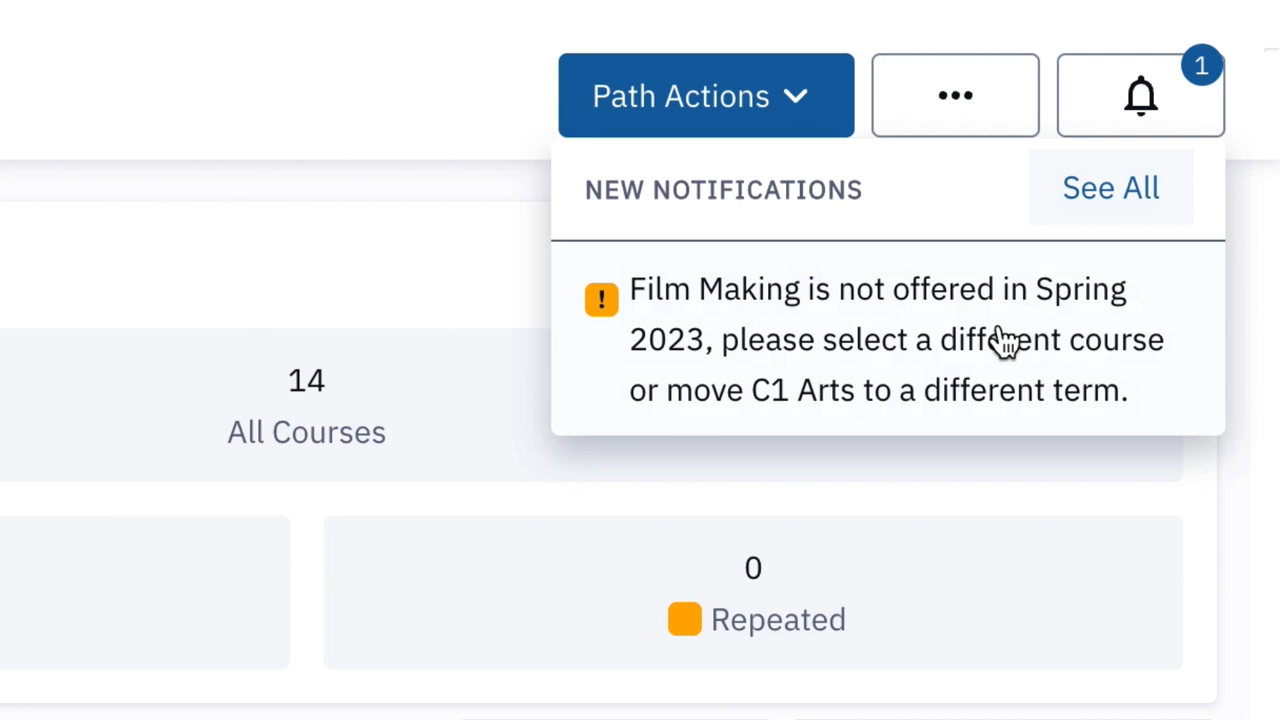 Path Actions
•••
1
NEW NOTIFICATIONS
See All
! Film Making is not offered in Spring
2023, please select a different course
or move C1 Arts to a different term.
14
All Courses
0
Repeated